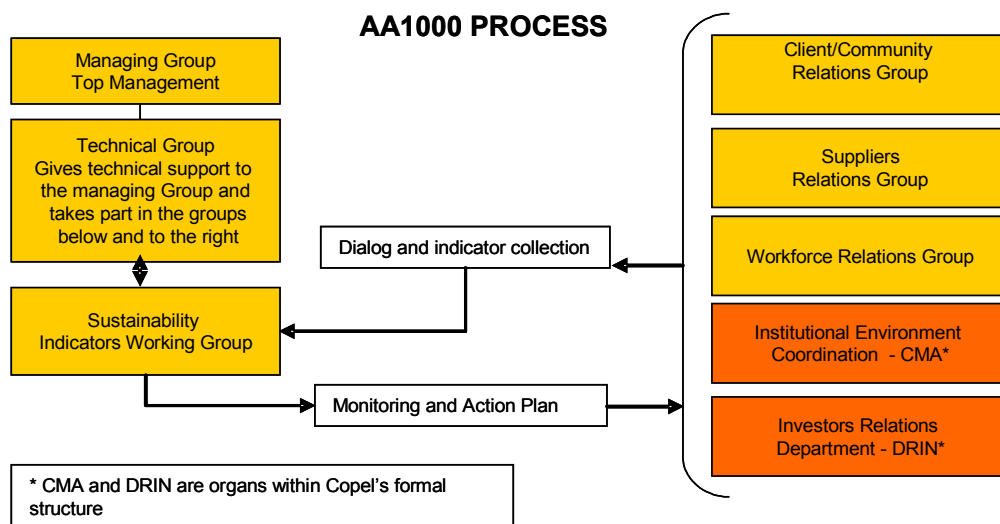 AA1000 PROCESS
Managing Group
Top Management
Technical Group
Gives technical support to
the managing Group and
takes part in the groups
below and to the right
Sustainability
Indicators Working Group
Dialog and indicator collection
Monitoring and Action Plan
Client/Community
Relations Group
Suppliers
Relations Group
Workforce Relations Group
Institutional Environment
Coordination - CMA*
Investors Relations
Department - DRIN*
* CMA and DRIN are organs within Copel's formal
structure